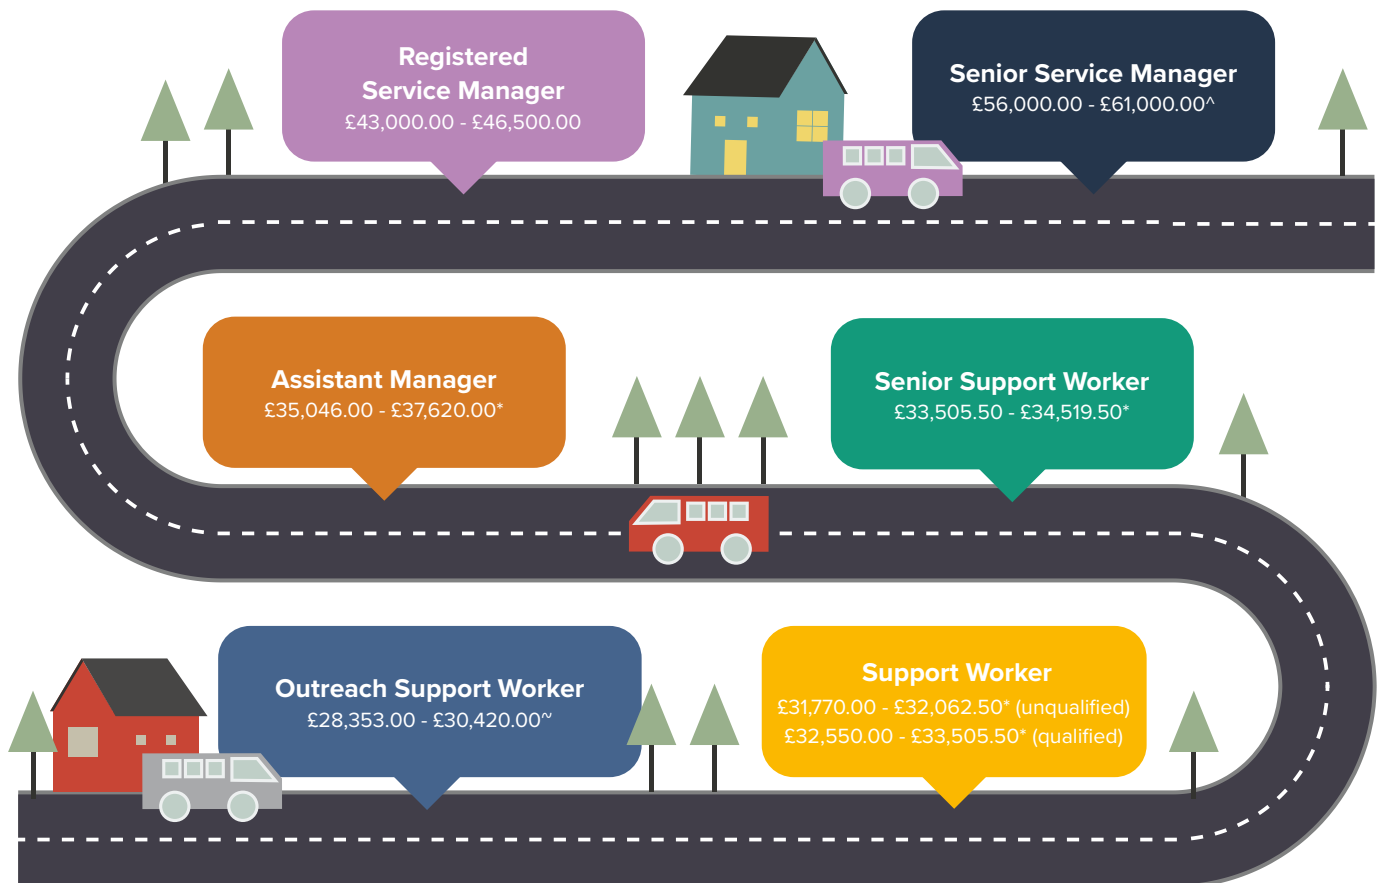 Registered
Service Manager
£43,000.00 - £46,500.00
Senior Service Manager
£56,000.00 - £61,000.00^
Assistant Manager
£35,046.00 - £37,620.00*
Senior Support Worker
£33,505.50 - £34,519.50*
Outreach Support Worker
£28,353.00 - £30,420.00~
Support Worker
£31,770.00 - £32,062.50* (unqualified)
£32,550.00 - £33,505.50* (qualified)